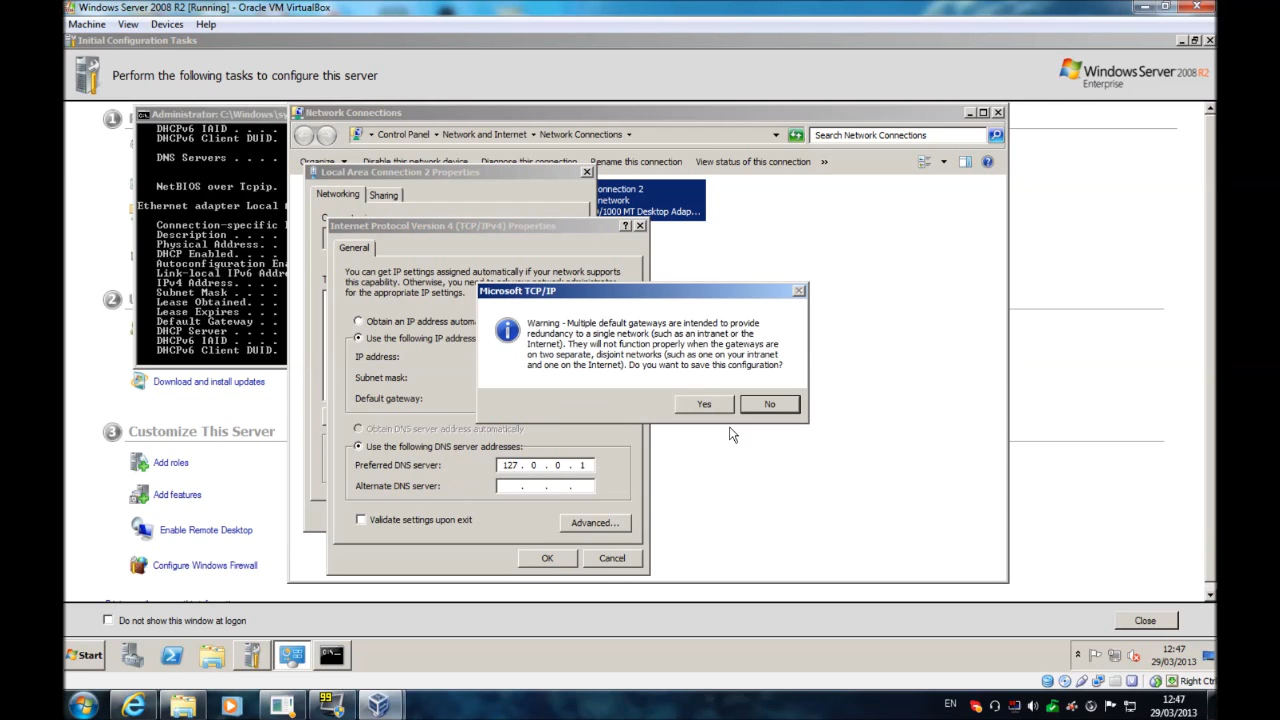 Windows Server 2008 R2 [Running] - Oracle VM VirtualBox
Machine View Devices Help
Initial Configuration Tasks
Perform the following tasks to configure this server
Windows Server 2008 R2
Enterprise
1
Administrator: C:\Windows\sy
DHCPv6 IAID . . . .
DHCPv6 Client DUID.
DNS Servers . . . .
NetBIOS over Tcpip.
Ethernet adapter Local
Connection-specific
Description . . . .
Physical Address. .
DHCP Enabled. . . .
Autoconfiguration En
Link-local IPv6 Addr
IPv4 Address. . . .
Subnet Mask . . . .
Lease Obtained. . .
Lease Expires . . .
Default Gateway . .
DHCP Server . . . .
DHCPv6 IAID . . . .
DHCPv6 Client DUID.
Network Connections
Control Panel Network and Internet Network Connections
Search Network Connections
Organize Disable this network device Diagnose this connection Rename this connection View status of this connection »
onnection 2
network
/1000 MT Desktop Adap...
Local Area Connection 2 Properties
Networking Sharing
Internet Protocol Version 4 (TCP/IPv4) Properties
General
You can get IP settings assigned automatically if your network supports
this capability. Otherwise, you need
for the appropriate IP settings.
Obtain an IP address autom
Use the following IP address
IP address:
Subnet mask:
Default gateway:
Obtain DNS server address automatically
Use the following DNS server addresses:
Preferred DNS server: 127 . 0 . 0 . 1
Alternate DNS server: . . .
Validate settings upon exit
Advanced...
OK Cancel
Microsoft TCP/IP
Warning - Multiple default gateways are intended to provide
redundancy to a single network (such as an intranet or the
Internet). They will not function properly when the gateways are
on two separate, disjoint networks (such as one on your intranet
and one on the Internet). Do you want to save this configuration?
Yes No
2
Download and install updates
3 Customize This Server
Add roles
Add features
Enable Remote Desktop
Configure Windows Firewall
Do not show this window at logon
Close
Start
12:47
29/03/2013
Right Ctrl
99
EN
12:47
29/03/2013